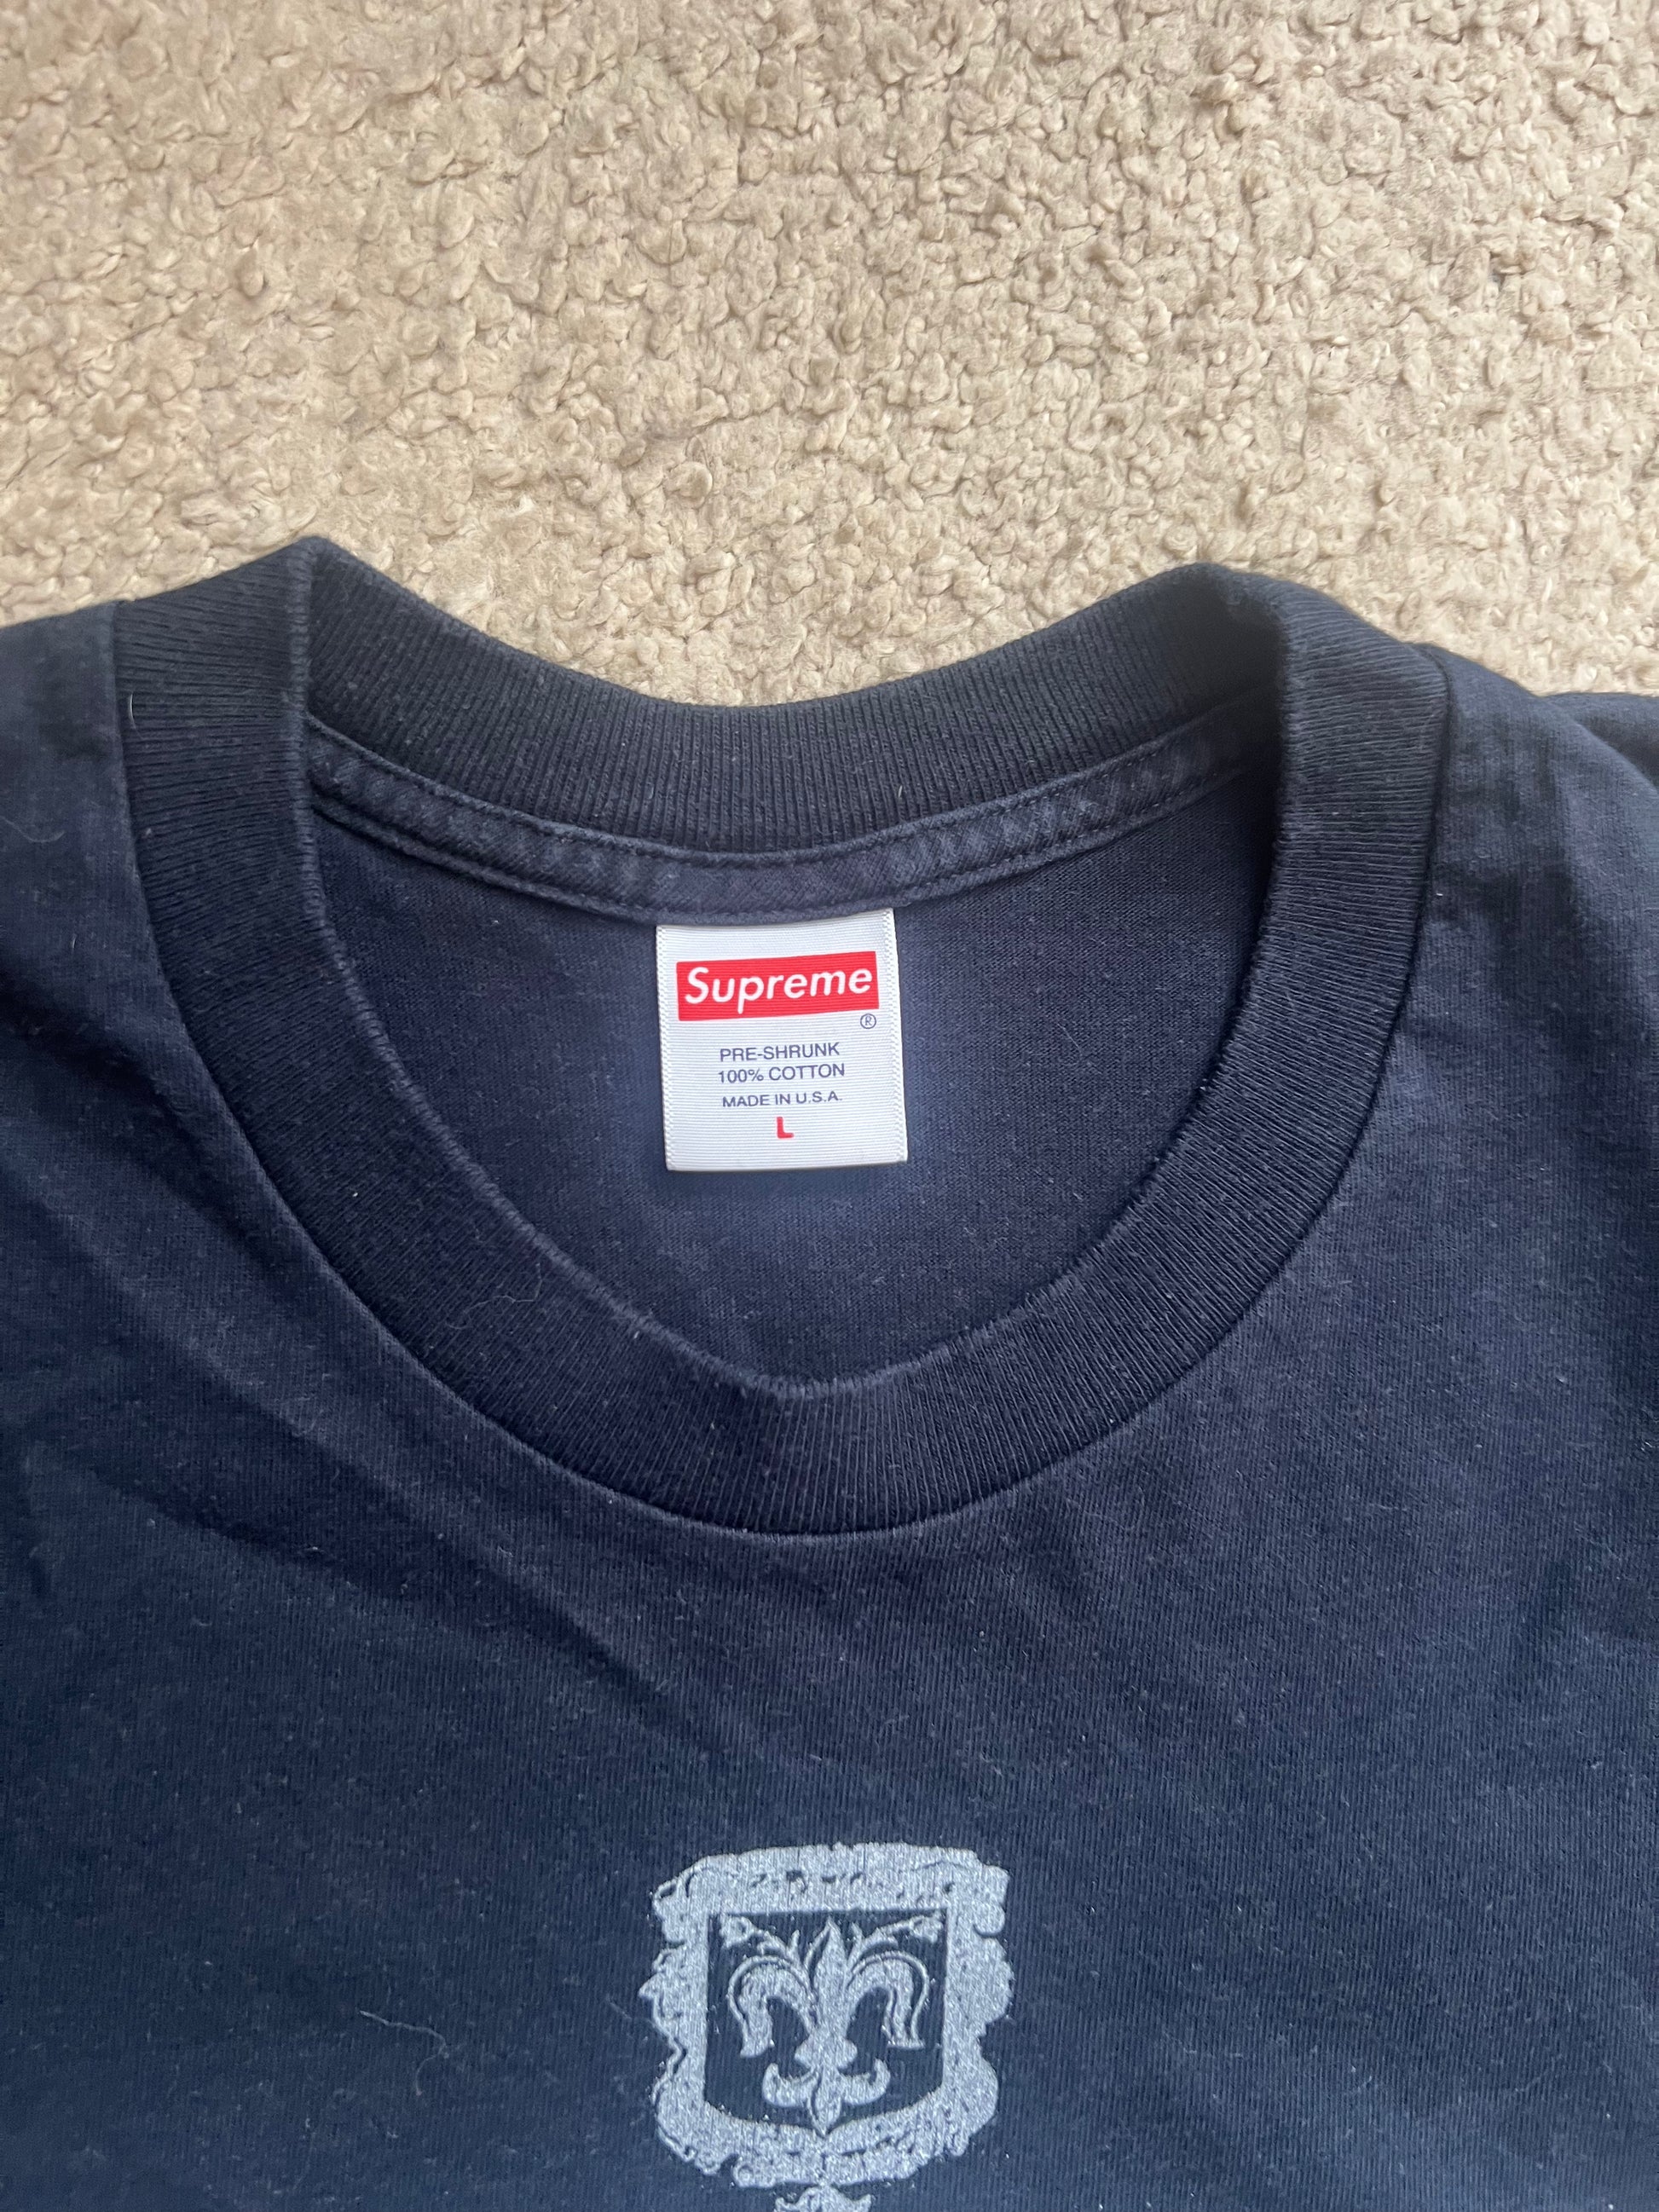 Supreme
®
PRE-SHRUNK
100% COTTON
MADE IN U.S.A.
L